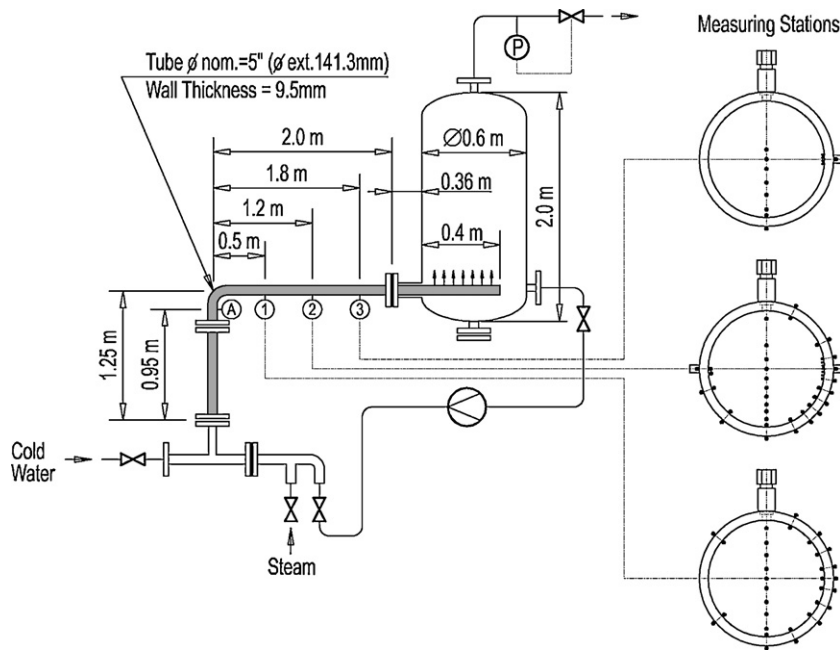 Measuring Stations
P
Tube ø nom.=5" (ø ext.141.3mm)
Wall Thickness = 9.5mm
2.0 m
Ø0.6 m
1.8 m
0.36 m
1.2 m
2.0 m
0.5 m
0.4 m
A
1
2
3
1.25 m
0.95 m
Cold
Water
Steam